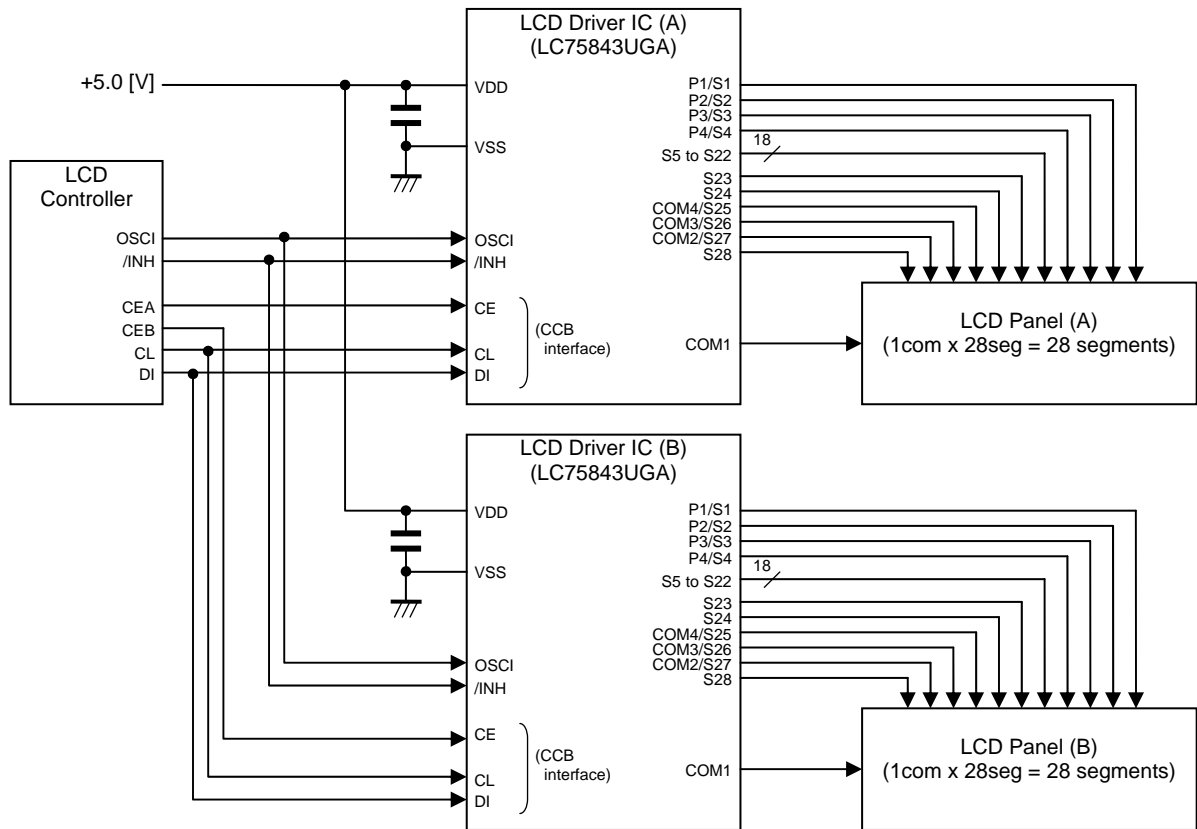 LCD Driver IC (A)
(LC75843UGA)
+5.0 [V]
VDD
VSS
P1/S1
P2/S2
P3/S3
P4/S4
18
S5 to S22
S23
S24
COM4/S25
COM3/S26
COM2/S27
S28
LCD
Controller
OSCI
/INH
CEA
CEB
CL
DI
OSCI
/INH
CE
CL
DI
(CCB
interface)
COM1
LCD Panel (A)
(1com x 28seg = 28 segments)
LCD Driver IC (B)
(LC75843UGA)
VDD
VSS
P1/S1
P2/S2
P3/S3
P4/S4
18
S5 to S22
S23
S24
COM4/S25
COM3/S26
COM2/S27
S28
OSCI
/INH
CE
CL
DI
(CCB
interface)
COM1
LCD Panel (B)
(1com x 28seg = 28 segments)